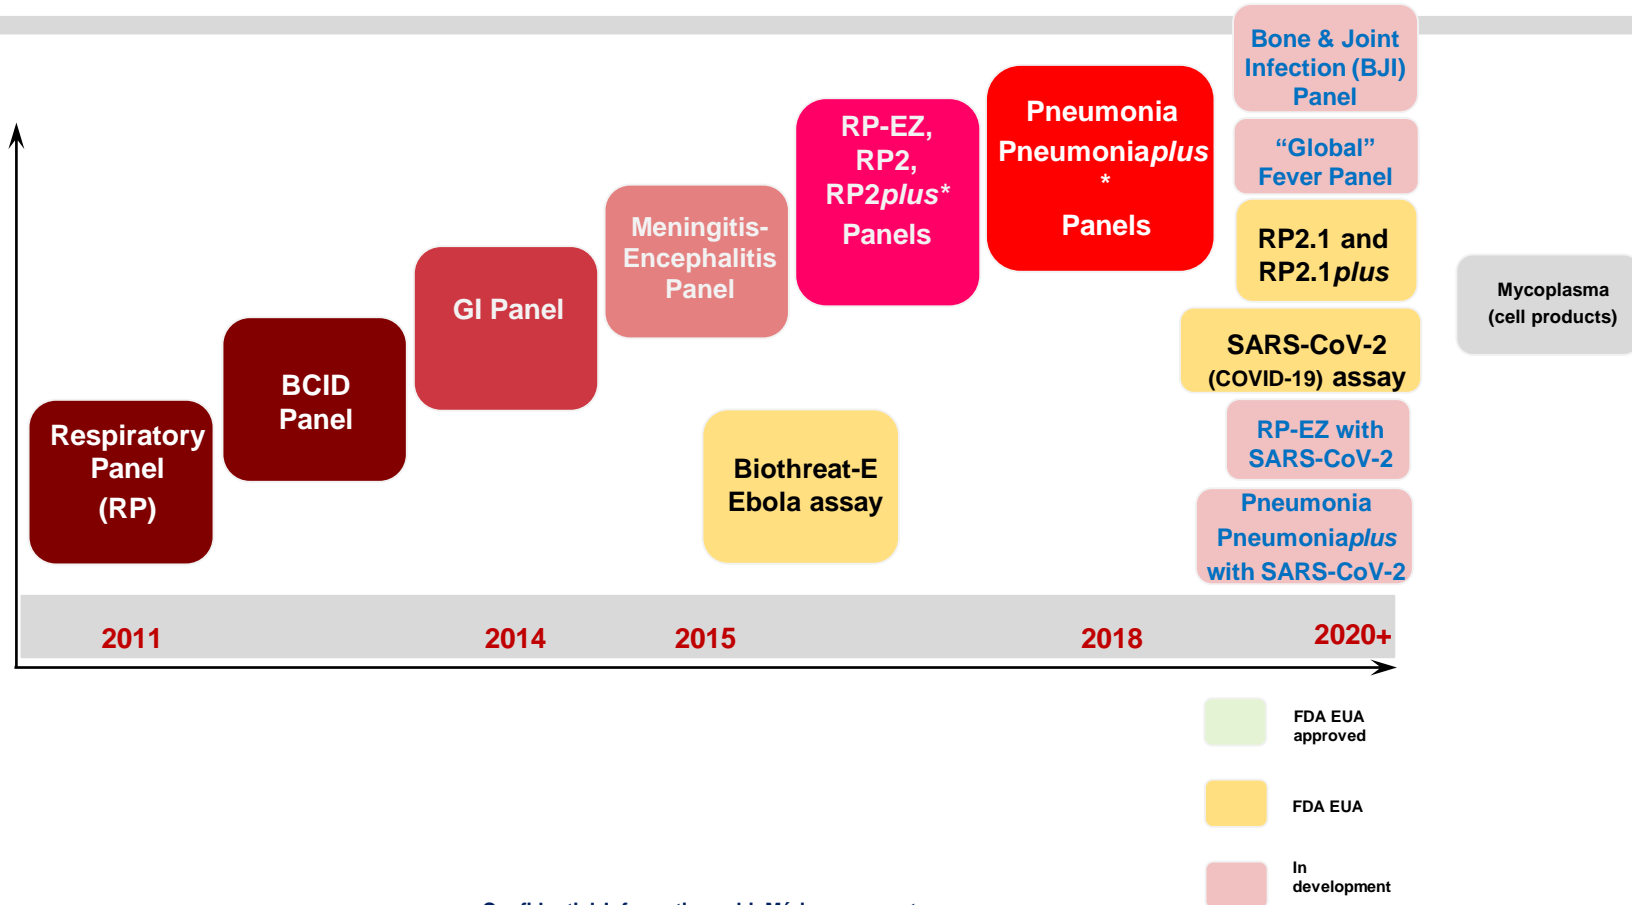 Bone & Joint
Infection (BJI)
Panel
“Global”
Fever Panel
RP2.1 and
RP2.1plus
SARS-CoV-2
(COVID-19) assay
RP-EZ with
SARS-CoV-2
Pneumonia
Pneumoniaplus
with SARS-CoV-2
Pneumonia
Pneumoniaplus
*
Panels
RP-EZ,
RP2,
RP2plus*
Panels
Meningitis-
Encephalitis
Panel
GI Panel
BCID
Panel
Respiratory
Panel
(RP)
Biothreat-E
Ebola assay
Mycoplasma
(cell products)
2011
2014
2015
2018
2020+
FDA EUA
approved
FDA EUA
In
development